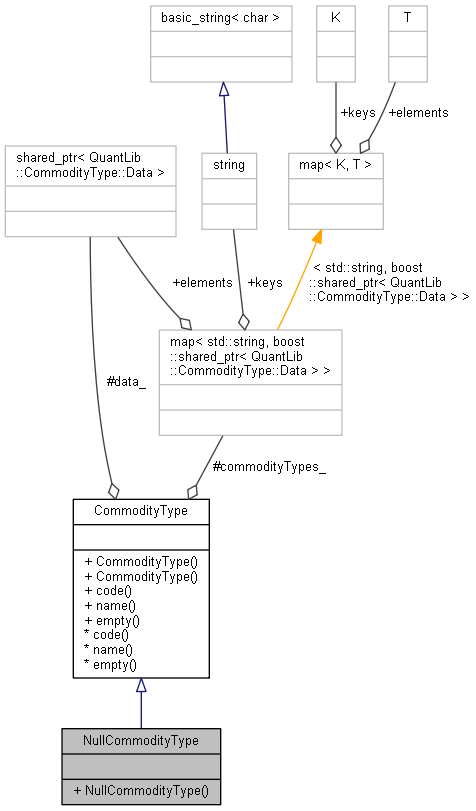 basic_string< char >
K
T
+keys
+elements
shared_ptr< QuantLib
::CommodityType::Data >
string
map< K, T >
< std::string, boost
::shared_ptr< QuantLib
::CommodityType::Data > >
+elements
+keys
map< std::string, boost
::shared_ptr< QuantLib
::CommodityType::Data > >
#data_
#commodityTypes_
CommodityType
+ CommodityType()
+ CommodityType()
+ code()
+ name()
+ empty()
* code()
* name()
* empty()
NullCommodityType
+ NullCommodityType()